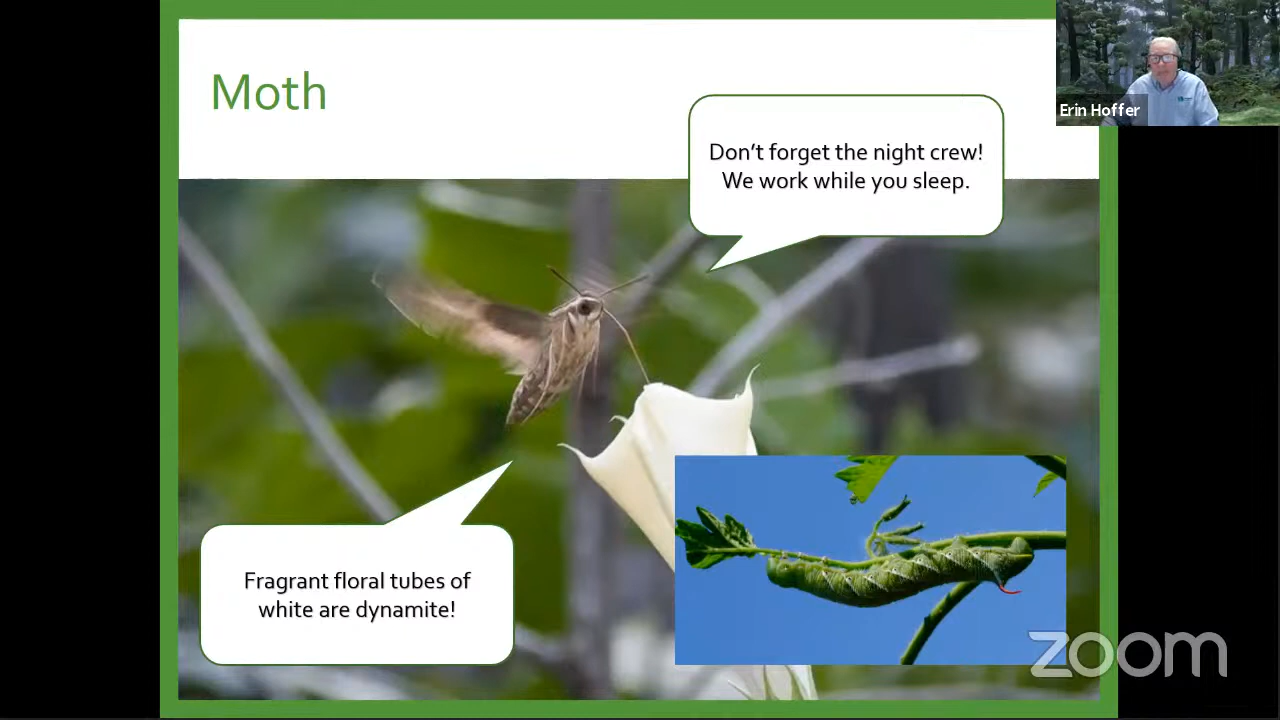 Moth
Erin Hoffer
Don't forget the night crew!
We work while you sleep.
Fragrant floral tubes of
white are dynamite!
zoom